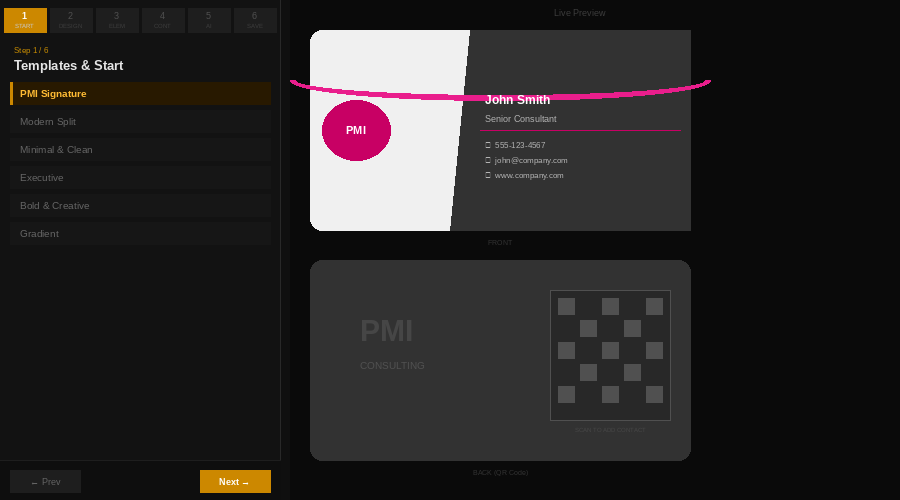 1
START
2
DESIGN
3
4
5
AI
6
SAVE
Step 1 / 6
Templates & Start
PMI Signature
Modern Split
Minimal & Clean
Executive
Bold & Creative
Gradient
← Prev
Next →
Live Preview
PMI
John Smith
Senior Consultant
555-123-4567
john@company.com
www.company.com
FRONT
PMI
CONSULTING
SCAN TO ADD CONTACT
BACK (QR Code)